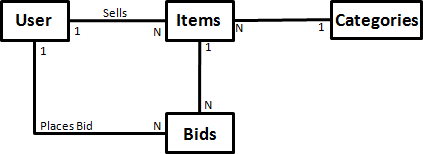 User
Sells
Items
Categories
1
N
N
1
1
1
Places Bid
N
N
Bids